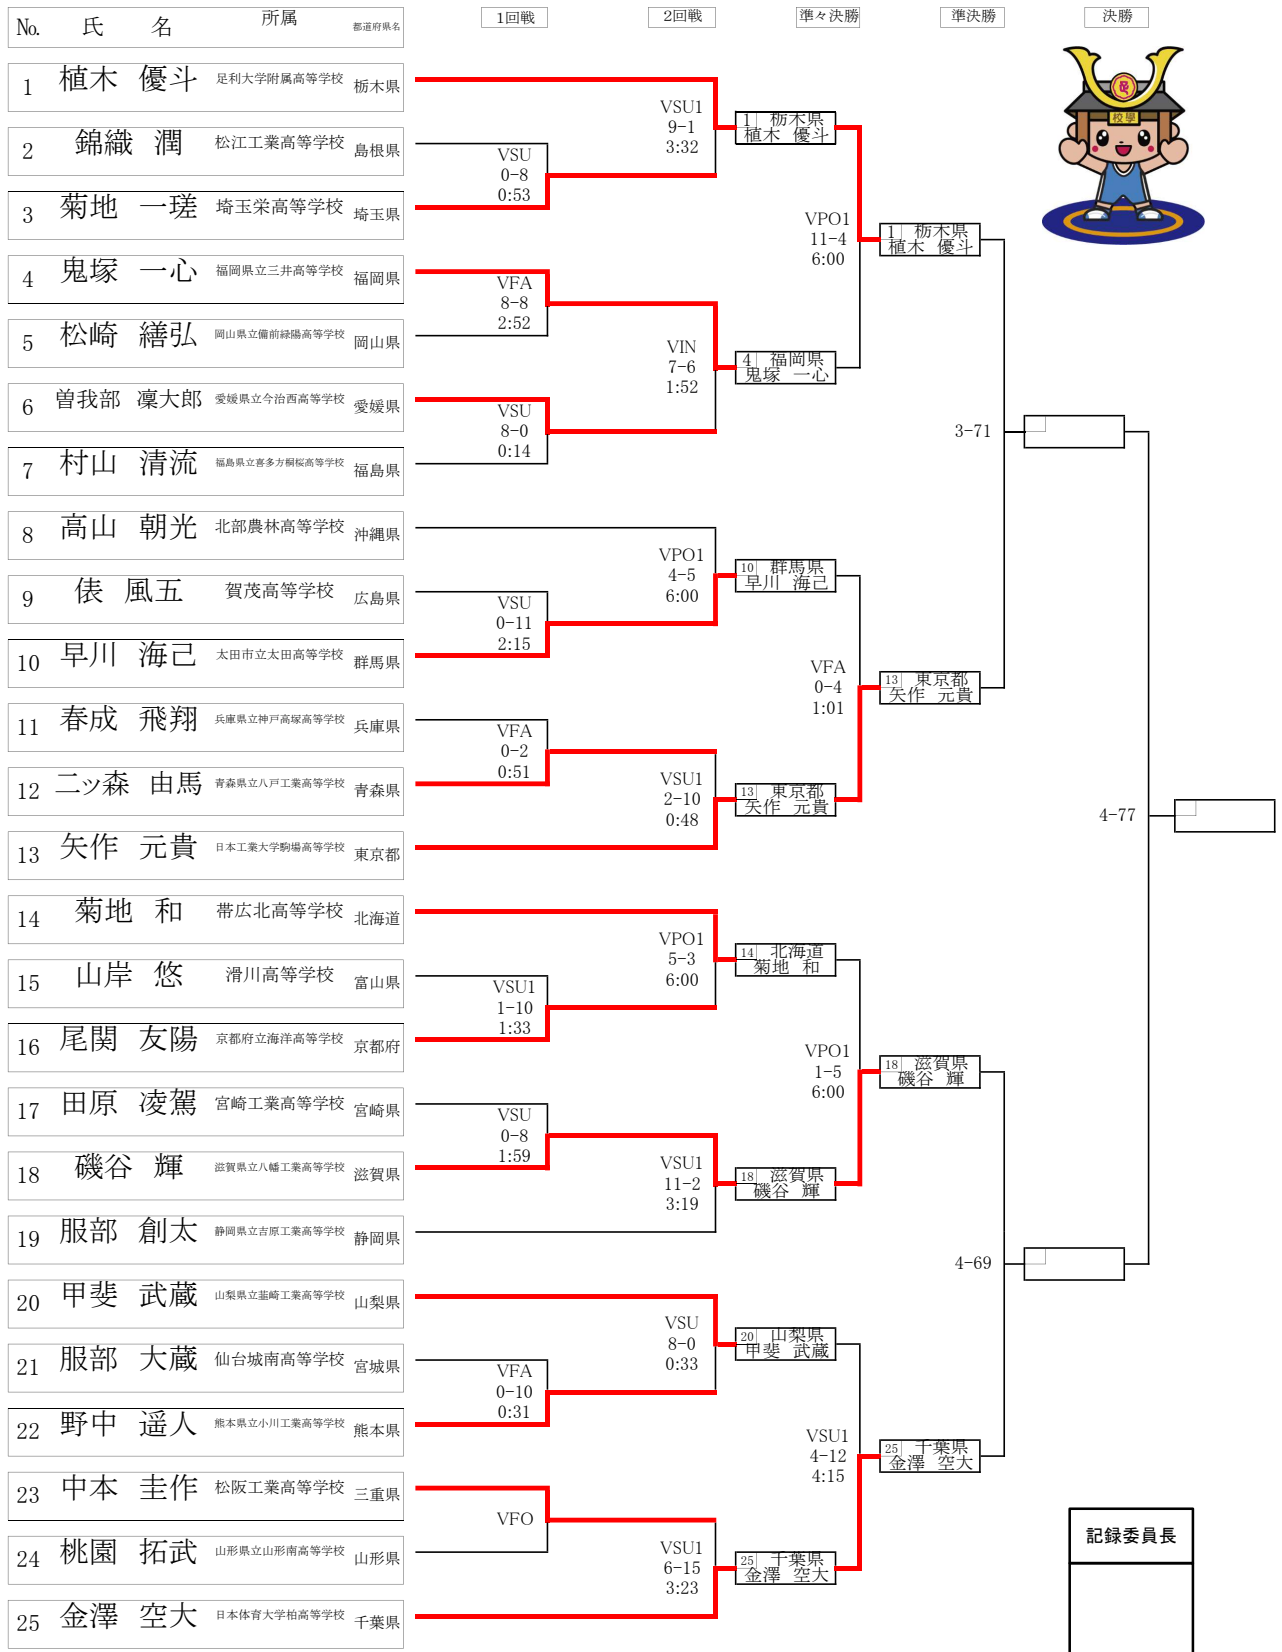 No. 氏 名 所属 都道府県名 1回戦 2回戦 準々決勝 準決勝 決勝
1 植木 優斗 足利大学附属高等学校 栃木県
2 錦織 潤 松江工業高等学校 島根県
3 菊地 一瑳 埼玉栄高等学校 埼玉県
4 鬼塚 一心 福岡県立三井高等学校 福岡県
5 松崎 繕弘 岡山県立備前緑陽高等学校 岡山県
6 曽我部 凜大郎 愛媛県立今治西高等学校 愛媛県
7 村山 清流 福島県立喜多方桐桜高等学校 福島県
8 高山 朝光 北部農林高等学校 沖縄県
9 俵 風五 賀茂高等学校 広島県
10 早川 海己 太田市立太田高等学校 群馬県
11 春成 飛翔 兵庫県立神戸高塚高等学校 兵庫県
12 二ッ森 由馬 青森県立八戸工業高等学校 青森県
13 矢作 元貴 日本工業大学駒場高等学校 東京都
14 菊地 和 帯広北高等学校 北海道
15 山岸 悠 滑川高等学校 富山県
16 尾関 友陽 京都府立海洋高等学校 京都府
17 田原 凌駕 宮崎工業高等学校 宮崎県
18 磯谷 輝 滋賀県立八幡工業高等学校 滋賀県
19 服部 創太 静岡県立吉原工業高等学校 静岡県
20 甲斐 武蔵 山梨県立韮崎工業高等学校 山梨県
21 服部 大蔵 仙台城南高等学校 宮城県
22 野中 遥人 熊本県立小川工業高等学校 熊本県
23 中本 圭作 松阪工業高等学校 三重県
24 桃園 拓武 山形県立山形南高等学校 山形県
25 金澤 空大 日本体育大学柏高等学校 千葉県
VSU
0-8
0:53
VFA
8-8
2:52
VSU
8-0
0:14
VSU
0-11
2:15
VFA
0-2
0:51
VSU1
1-10
1:33
VSU
0-8
1:59
VFA
0-10
0:31
VFO
VSU1
9-1
3:32
VIN
7-6
1:52
VPO1
4-5
6:00
VSU1
2-10
0:48
VPO1
5-3
6:00
VSU1
11-2
3:19
VSU
8-0
0:33
VSU1
6-15
3:23
1 栃木県
植木 優斗
4 福岡県
鬼塚 一心
10 群馬県
早川 海己
13 東京都
矢作 元貴
14 北海道
菊地 和
18 滋賀県
磯谷 輝
20 山梨県
甲斐 武蔵
25 千葉県
金澤 空大
VPO1
11-4
6:00
VFA
0-4
1:01
VPO1
1-5
6:00
VSU1
4-12
4:15
1 栃木県
植木 優斗
13 東京都
矢作 元貴
18 滋賀県
磯谷 輝
25 千葉県
金澤 空大
3-71
4-69
4-77
校學
記録委員長